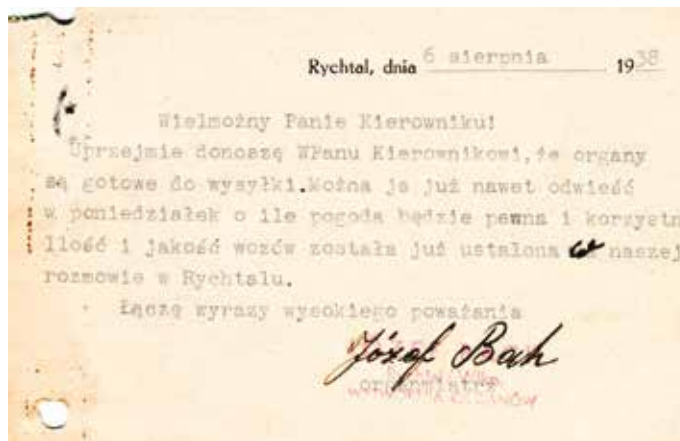 Rychtal, dnia 6 sierpnia 1938
Wielmożny Panie Kierowniku!
Uprzejmie donoszę WPanu Kierownikowi, że organy
są gotowe do wysyłki. Można je już nawet odwieść
w poniedziałek o ile pogoda będzie pewna i korzystn
Ilość i jakość wozów została już ustalona w naszej
rozmowie w Rychtalu.
Łączę wyrazy wysokiego poważania
Józef Bach
organmistrz